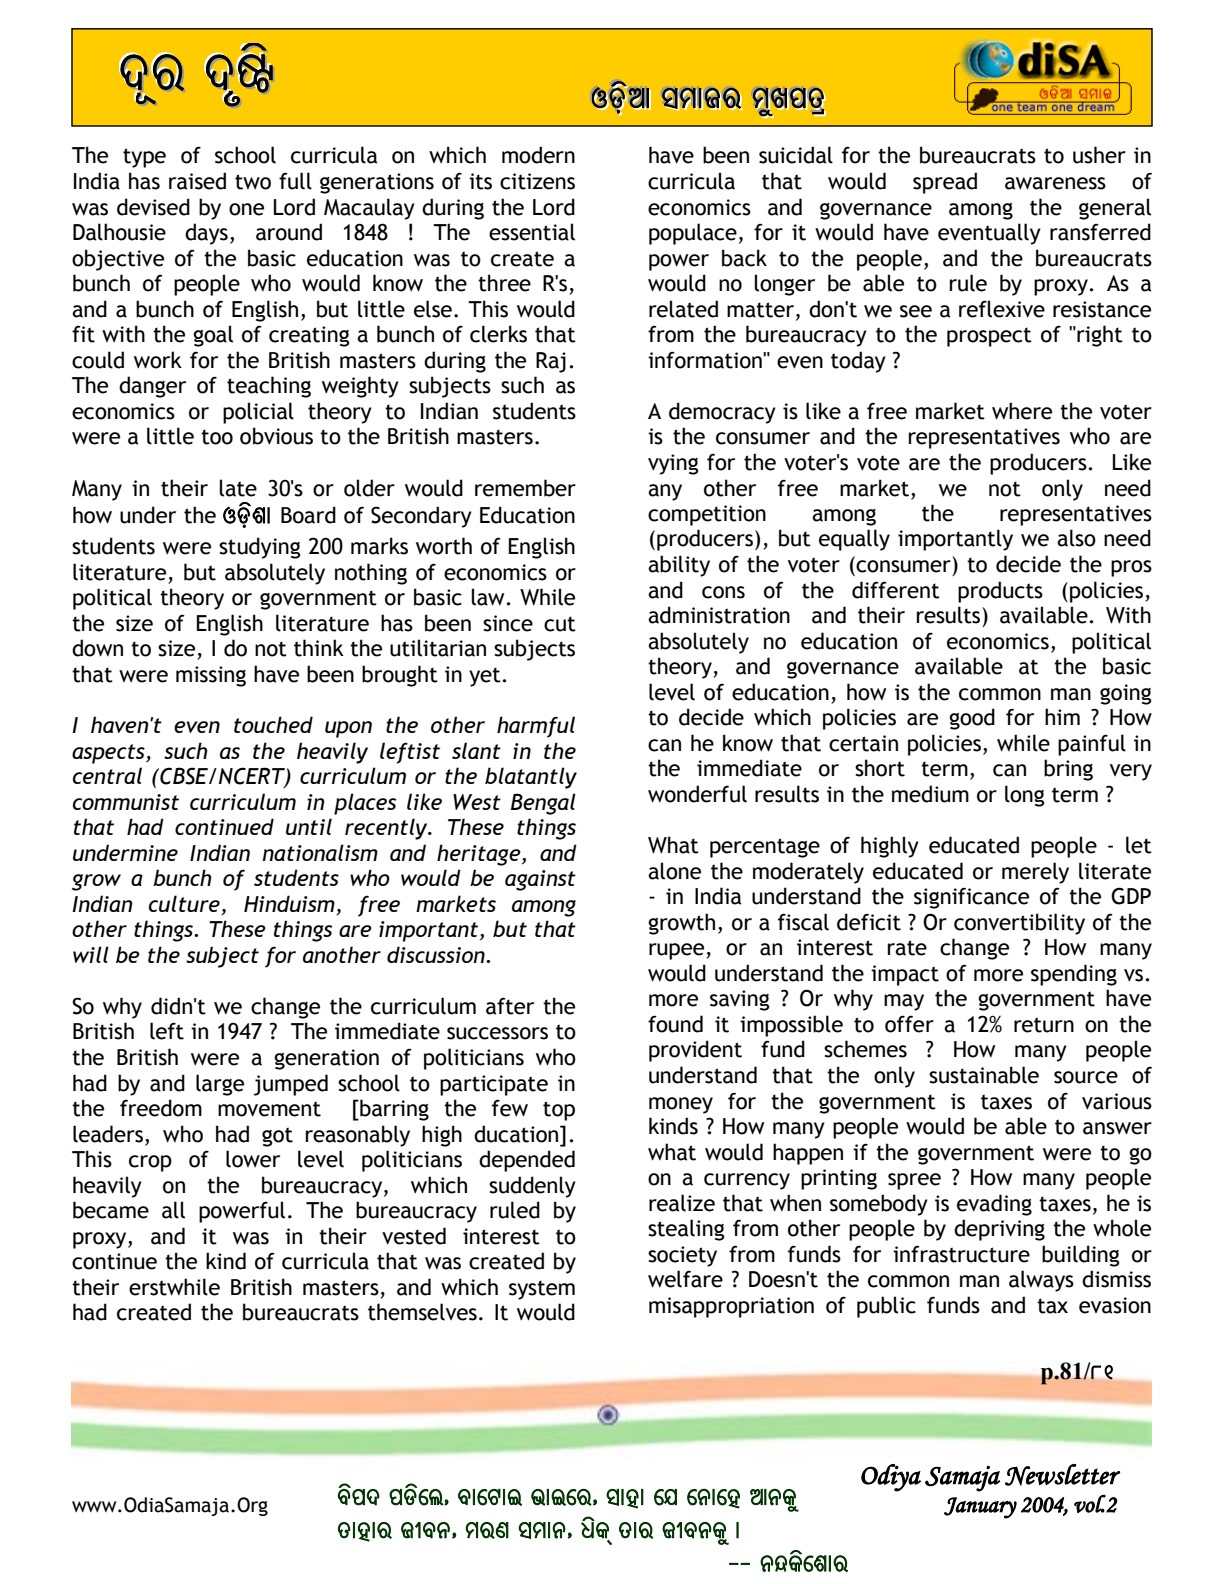 ଦୂର ଦୃଷ୍ଟି
ଓଡ଼ିଆ ସମାଜର ମୁଖପତ୍ର
OdiSA
ଓଡ଼ିଆ ସମାଜ
one team one dream
The type of school curricula on which modern
India has raised two full generations of its citizens
was devised by one Lord Macaulay during the Lord
Dalhousie days, around 1848 ! The essential
objective of the basic education was to create a
bunch of people who would know the three R's,
and a bunch of English, but little else. This would
fit with the goal of creating a bunch of clerks that
could work for the British masters during the Raj.
The danger of teaching weighty subjects such as
economics or policial theory to Indian students
were a little too obvious to the British masters.
Many in their late 30's or older would remember
how under the ଓଡ଼ିଶା Board of Secondary Education
students were studying 200 marks worth of English
literature, but absolutely nothing of economics or
political theory or government or basic law. While
the size of English literature has been since cut
down to size, I do not think the utilitarian subjects
that were missing have been brought in yet.
I haven't even touched upon the other harmful
aspects, such as the heavily leftist slant in the
central (CBSE/NCERT) curriculum or the blatantly
communist curriculum in places like West Bengal
that had continued until recently. These things
undermine Indian nationalism and heritage, and
grow a bunch of students who would be against
Indian culture, Hinduism, free markets among
other things. These things are important, but that
will be the subject for another discussion.
So why didn't we change the curriculum after the
British left in 1947 ? The immediate successors to
the British were a generation of politicians who
had by and large jumped school to participate in
the freedom movement [barring the few top
leaders, who had got reasonably high ducation].
This crop of lower level politicians depended
heavily on the bureaucracy, which suddenly
became all powerful. The bureaucracy ruled by
proxy, and it was in their vested interest to
continue the kind of curricula that was created by
their erstwhile British masters, and which system
had created the bureaucrats themselves. It would
have been suicidal for the bureaucrats to usher in
curricula that would spread awareness of
economics and governance among the general
populace, for it would have eventually ransferred
power back to the people, and the bureaucrats
would no longer be able to rule by proxy. As a
related matter, don't we see a reflexive resistance
from the bureaucracy to the prospect of "right to
information" even today ?
A democracy is like a free market where the voter
is the consumer and the representatives who are
vying for the voter's vote are the producers. Like
any other free market, we not only need
competition among the representatives
(producers), but equally importantly we also need
ability of the voter (consumer) to decide the pros
and cons of the different products (policies,
administration and their results) available. With
absolutely no education of economics, political
theory, and governance available at the basic
level of education, how is the common man going
to decide which policies are good for him ? How
can he know that certain policies, while painful in
the immediate or short term, can bring very
wonderful results in the medium or long term ?
What percentage of highly educated people - let
alone the moderately educated or merely literate
- in India understand the significance of the GDP
growth, or a fiscal deficit ? Or convertibility of the
rupee, or an interest rate change ? How many
would understand the impact of more spending vs.
more saving ? Or why may the government have
found it impossible to offer a 12% return on the
provident fund schemes ? How many people
understand that the only sustainable source of
money for the government is taxes of various
kinds ? How many people would be able to answer
what would happen if the government were to go
on a currency printing spree ? How many people
realize that when somebody is evading taxes, he is
stealing from other people by depriving the whole
society from funds for infrastructure building or
welfare ? Doesn't the common man always dismiss
misappropriation of public funds and tax evasion
p.81/୮୧
Odiya Samaja Newsletter
January 2004, vol.2
www.OdiaSamaja.Org
ବିପଦ ପଡିଲେ, ବାଟୋଇ ଭାଇରେ, ସାହା ଯେ ନୋହେ ଆନକୁ
ତାହାର ଜୀବନ, ମରଣ ସମାନ, ଧିକ୍ ତାର ଜୀବନକୁ ।
-- ନନ୍ଦକିଶୋର